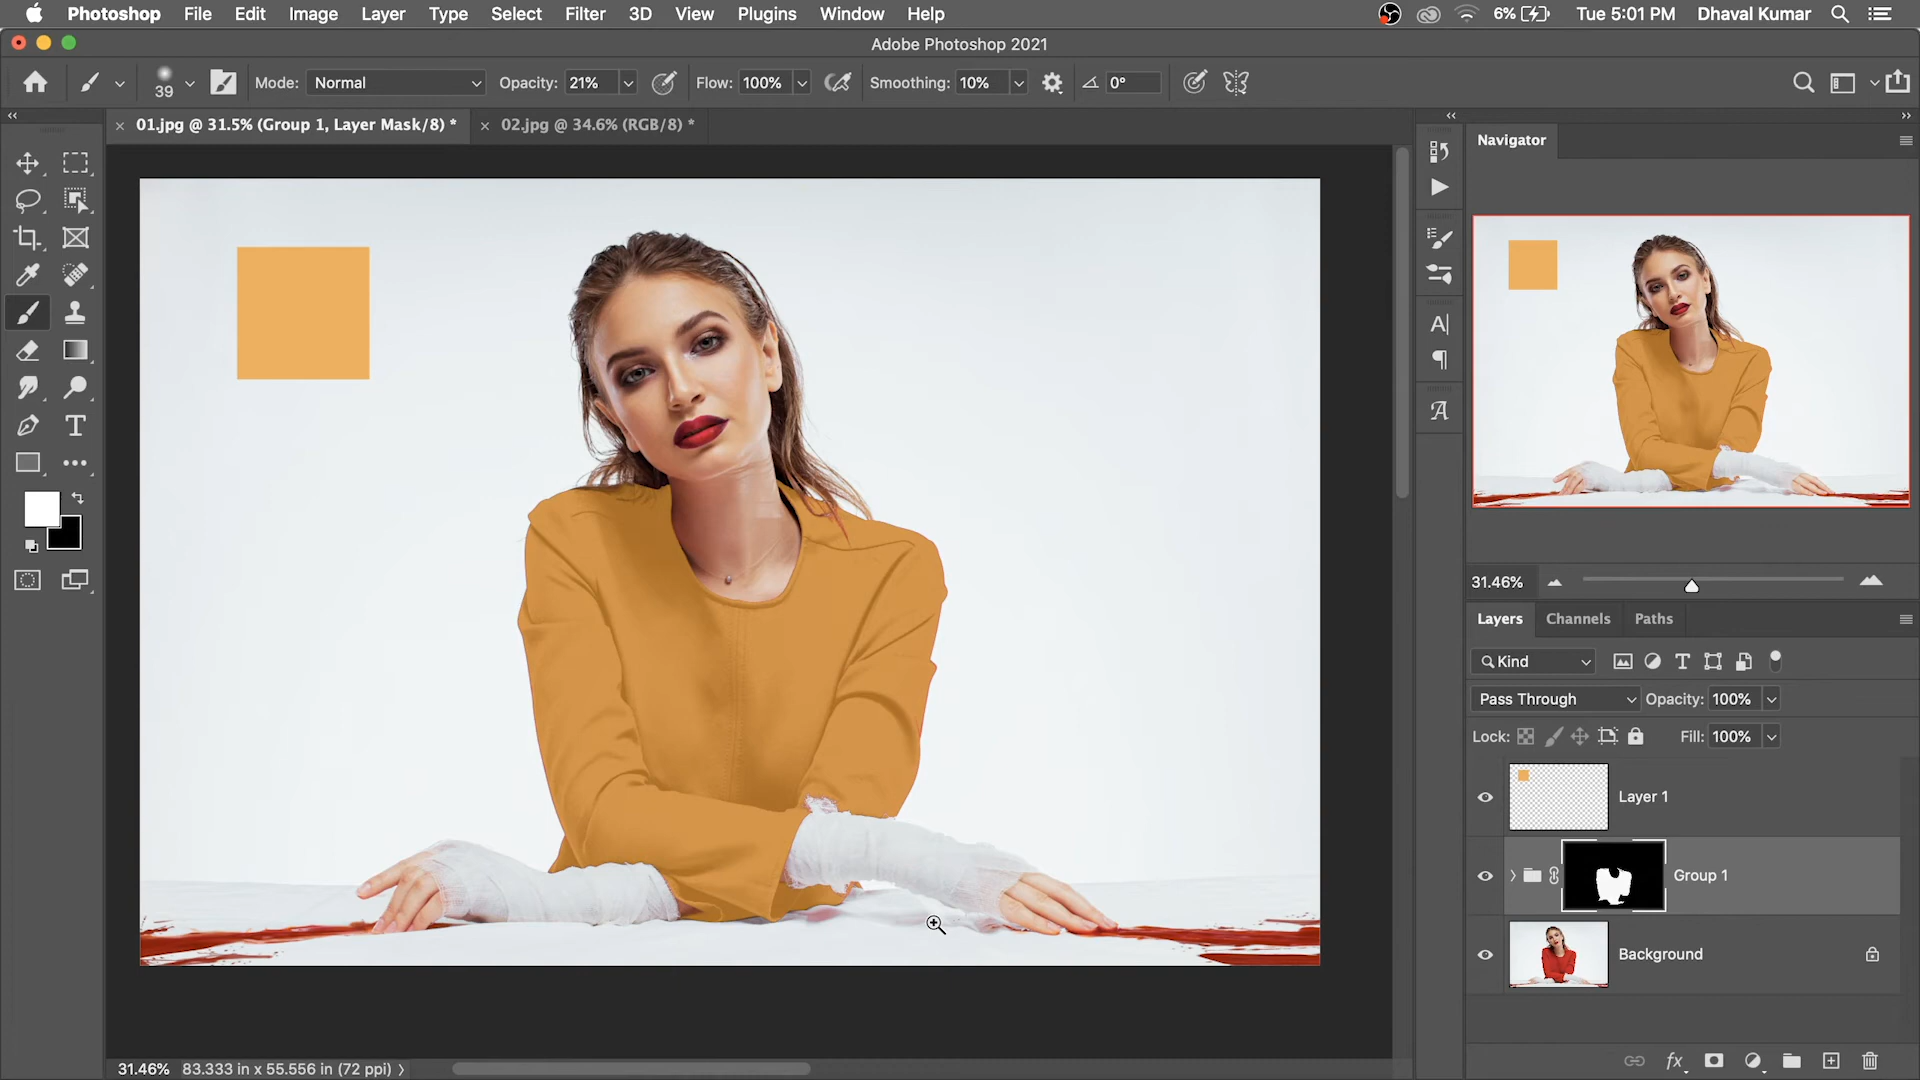 Photoshop File Edit Image Layer Type Select Filter 3D View Plugins Window Help 6% Tue 5:01 PM Dhaval Kumar
Adobe Photoshop 2021
39 Mode: Normal Opacity: 21% Flow: 100% Smoothing: 10% 0°
01.jpg @ 31.5% (Group 1, Layer Mask/8) * 02.jpg @ 34.6% (RGB/8) *
Navigator
31.46%
Layers Channels Paths
Kind
Pass Through Opacity: 100%
Lock: Fill: 100%
Layer 1
Group 1
Background
fx
31.46% 83.333 in x 55.556 in (72 ppi)